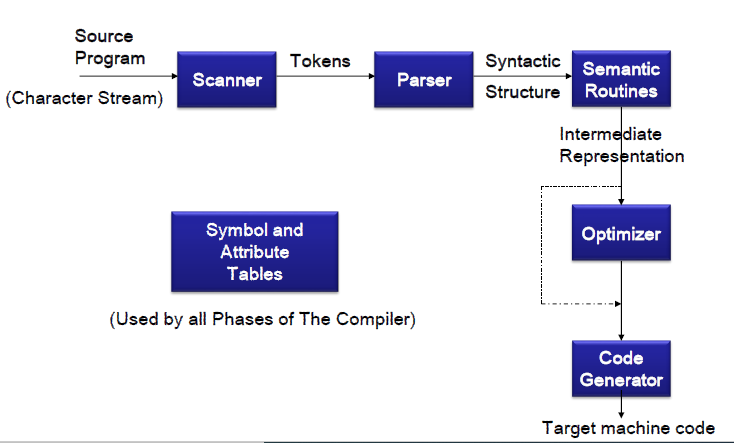 Source
Program
(Character Stream)
Scanner
Tokens
Parser
Syntactic
Structure
Semantic
Routines
Intermediate
Representation
Optimizer
Symbol and
Attribute
Tables
(Used by all Phases of The Compiler)
Code
Generator
Target machine code